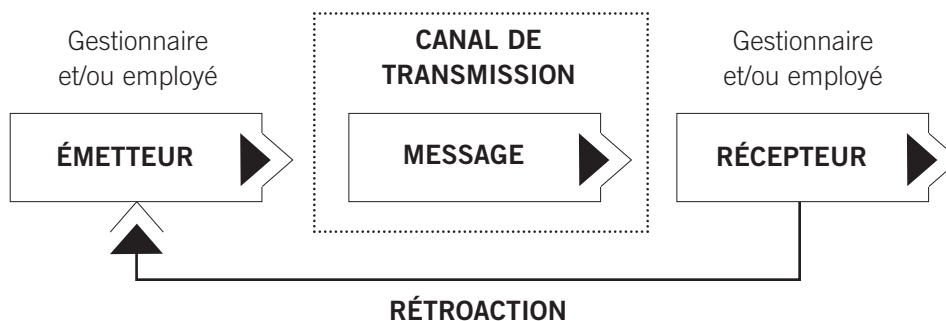 Gestionnaire
et/ou employé
ÉMETTEUR
CANAL DE
TRANSMISSION
MESSAGE
Gestionnaire
et/ou employé
RÉCEPTEUR
RÉTROACTION